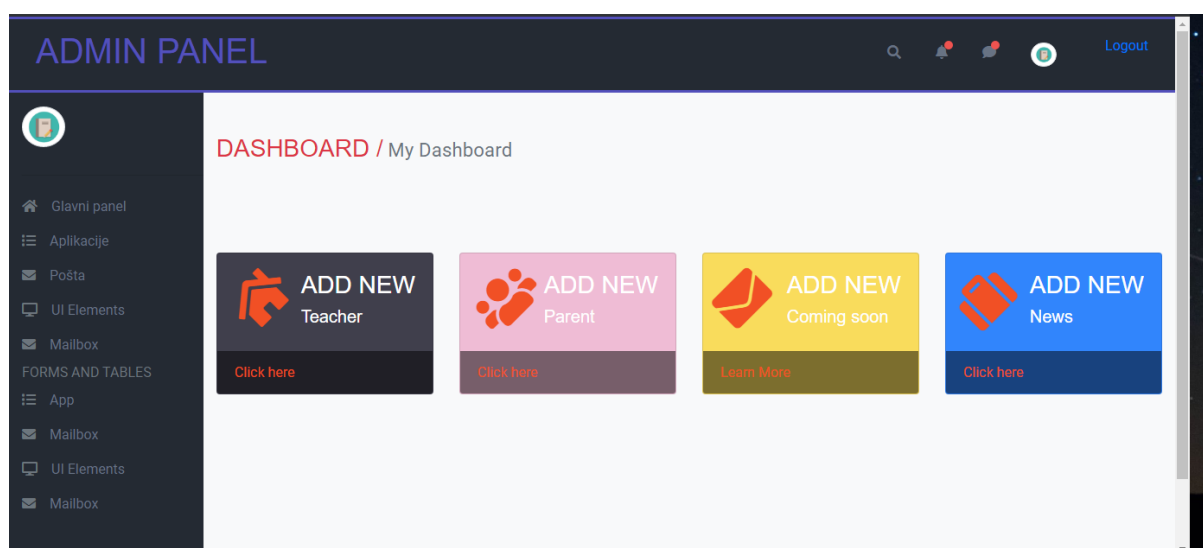 ADMIN PANEL
Logout
DASHBOARD / My Dashboard
Glavni panel
Aplikacije
Pošta
UI Elements
Mailbox
FORMS AND TABLES
App
Mailbox
UI Elements
Mailbox
ADD NEW
Teacher
Click here
ADD NEW
Parent
Click here
ADD NEW
Coming soon
Learn More
ADD NEW
News
Click here